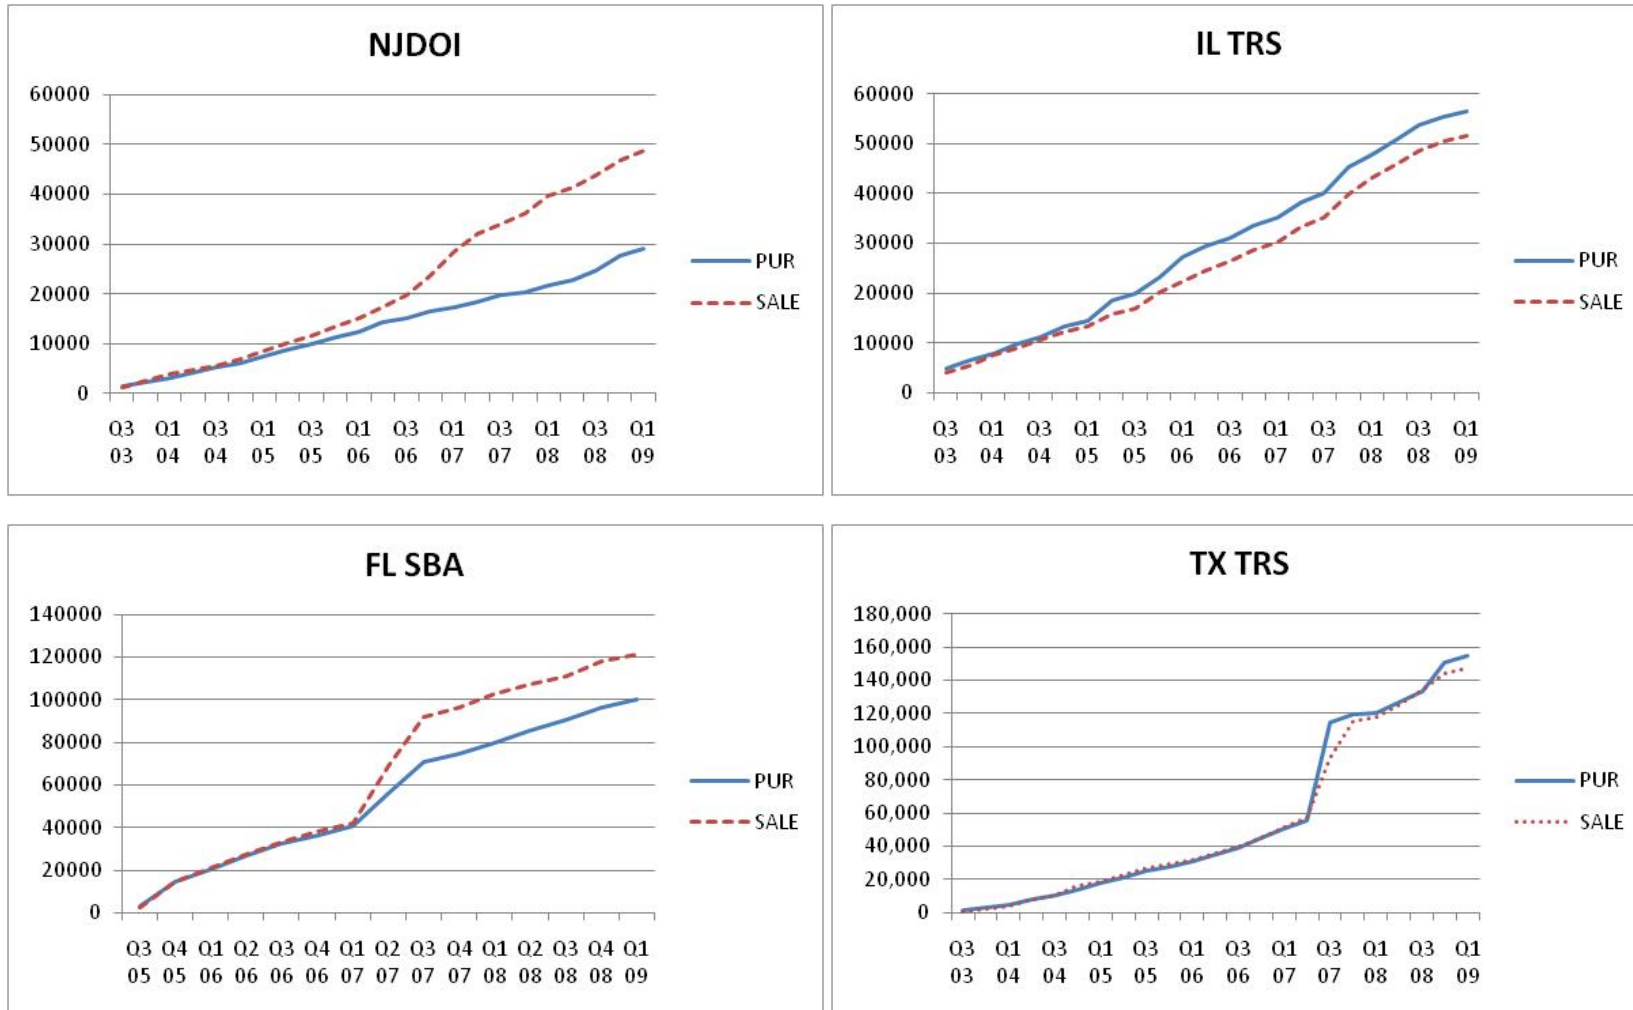 NJDOI
60000
50000
40000
30000
20000
10000
0
Q3 Q1 Q3 Q1 Q3 Q1 Q3 Q1 Q3 Q1 Q3 Q1
03 04 04 05 05 06 06 07 07 08 08 09
PUR
SALE
IL TRS
60000
50000
40000
30000
20000
10000
0
Q3 Q1 Q3 Q1 Q3 Q1 Q3 Q1 Q3 Q1 Q3 Q1
03 04 04 05 05 06 06 07 07 08 08 09
PUR
SALE
FL SBA
140000
120000
100000
80000
60000
40000
20000
0
Q3 Q4 Q1 Q2 Q3 Q4 Q1 Q2 Q3 Q4 Q1 Q2 Q3 Q4 Q1
05 05 06 06 06 06 07 07 07 07 08 08 08 08 09
PUR
SALE
TX TRS
180,000
160,000
140,000
120,000
100,000
80,000
60,000
40,000
20,000
0
Q3 Q1 Q3 Q1 Q3 Q1 Q3 Q1 Q3 Q1 Q3 Q1
03 04 04 05 05 06 06 07 07 08 08 09
PUR
SALE